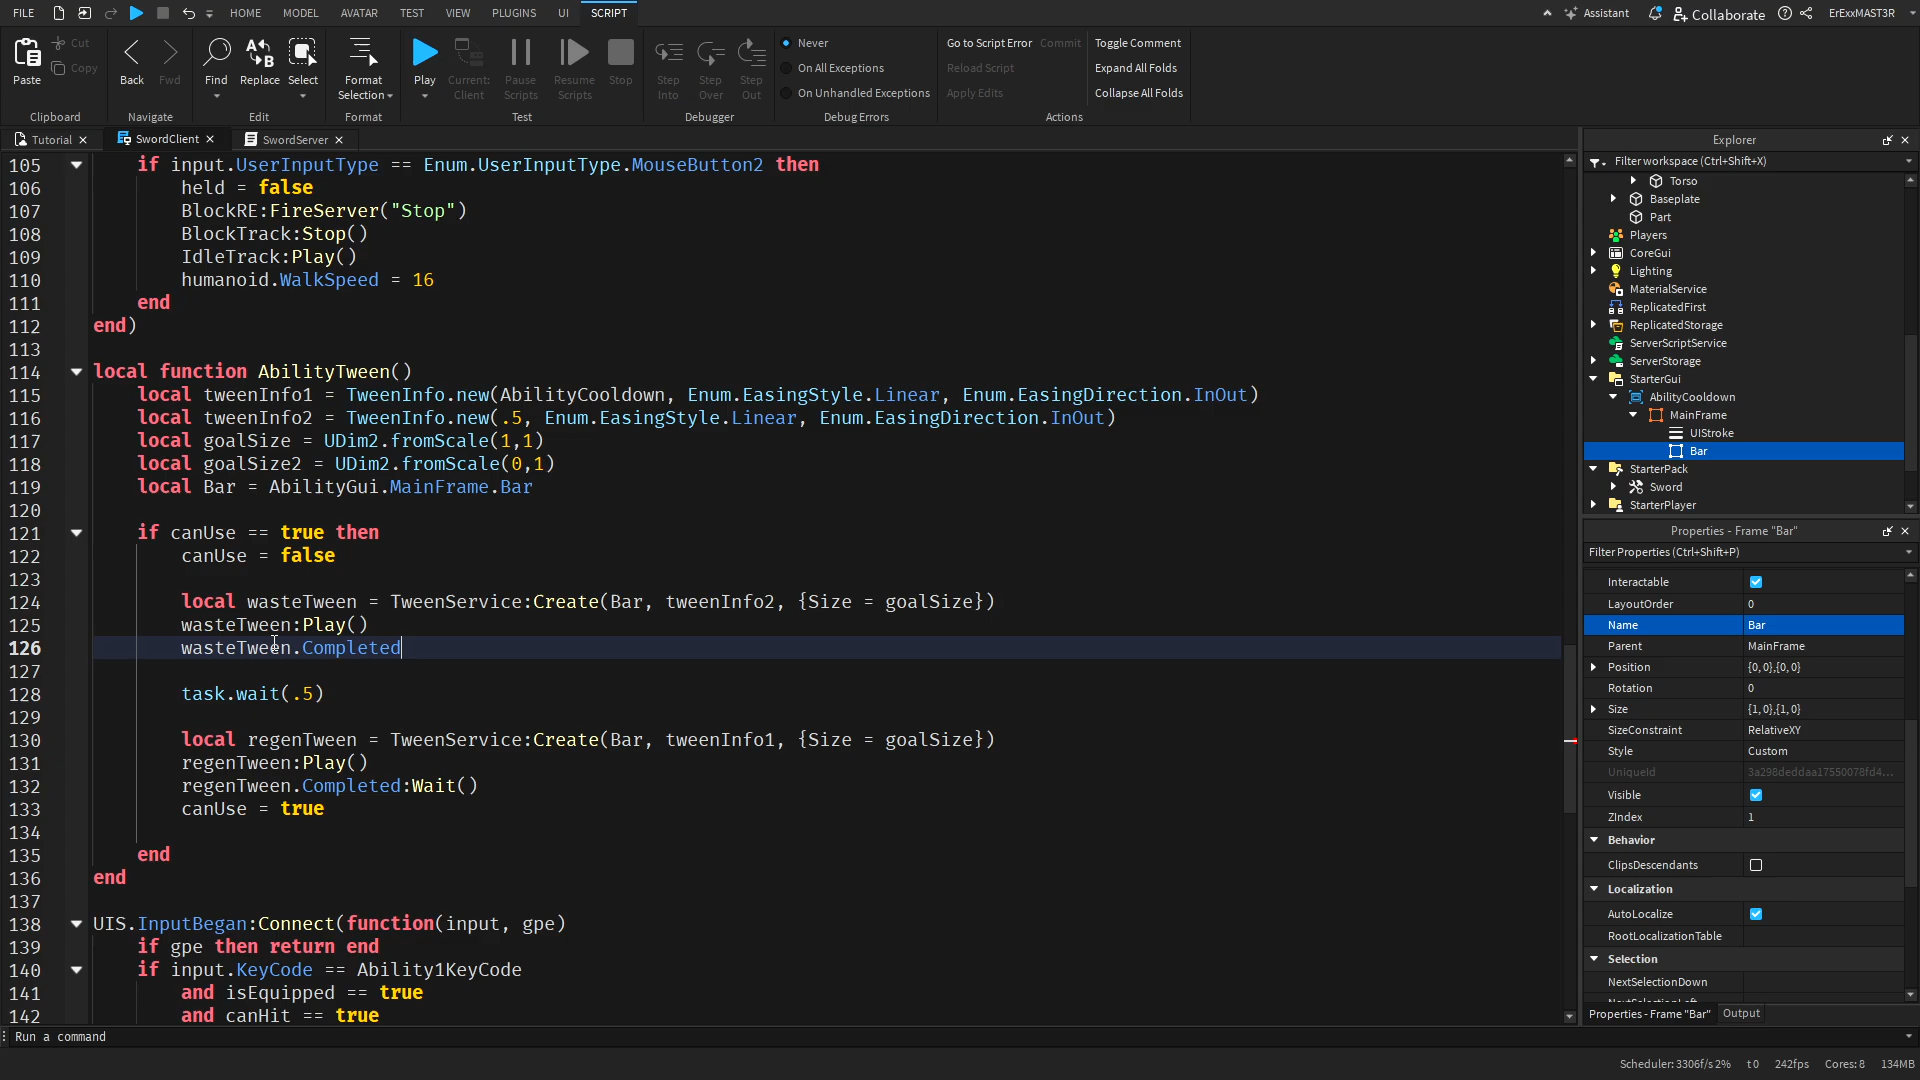 FILE HOME MODEL AVATAR TEST VIEW PLUGINS UI SCRIPT Assistant Collaborate ErExxMAST3R
Paste Cut Copy Back Fwd Find Replace Select Format Selection Play Current: Client Pause Scripts Resume Scripts Stop Step Into Step Over Step Out
Never Go to Script Error Commit Toggle Comment
On All Exceptions Reload Script Expand All Folds
On Unhandled Exceptions Apply Edits Collapse All Folds
Clipboard Navigate Edit Format Test Debugger Debug Errors Actions
Tutorial SwordClient SwordServer
105 if input.UserInputType == Enum.UserInputType.MouseButton2 then
106 held = false
107 BlockRE:FireServer("Stop")
108 BlockTrack:Stop()
109 IdleTrack:Play()
110 humanoid.WalkSpeed = 16
111 end
112 end)
113
114 local function AbilityTween()
115 local tweenInfo1 = TweenInfo.new(AbilityCooldown, Enum.EasingStyle.Linear, Enum.EasingDirection.InOut)
116 local tweenInfo2 = TweenInfo.new(.5, Enum.EasingStyle.Linear, Enum.EasingDirection.InOut)
117 local goalSize = UDim2.fromScale(1,1)
118 local goalSize2 = UDim2.fromScale(0,1)
119 local Bar = AbilityGui.MainFrame.Bar
120
121 if canUse == true then
122 canUse = false
123
124 local wasteTween = TweenService:Create(Bar, tweenInfo2, {Size = goalSize})
125 wasteTween:Play()
126 wasteTween.Completed
127
128 task.wait(.5)
129
130 local regenTween = TweenService:Create(Bar, tweenInfo1, {Size = goalSize})
131 regenTween:Play()
132 regenTween.Completed:Wait()
133 canUse = true
134
135 end
136 end
137
138 UIS.InputBegan:Connect(function(input, gpe)
139 if gpe then return end
140 if input.KeyCode == Ability1KeyCode
141 and isEquipped == true
142 and canHit == true
Run a command
Explorer
Filter workspace (Ctrl+Shift+X)
Torso
Baseplate
Part
Players
CoreGui
Lighting
MaterialService
ReplicatedFirst
ReplicatedStorage
ServerScriptService
ServerStorage
StarterGui
AbilityCooldown
MainFrame
UIStroke
Bar
StarterPack
Sword
StarterPlayer
Properties - Frame "Bar"
Filter Properties (Ctrl+Shift+P)
Interactable
LayoutOrder 0
Name Bar
Parent MainFrame
Position {0, 0},{0, 0}
Rotation 0
Size {1, 0},{1, 0}
SizeConstraint RelativeXY
Style Custom
UniqueId 3a298deddaa17550078fd4...
Visible
ZIndex 1
Behavior
ClipsDescendants
Localization
AutoLocalize
RootLocalizationTable
Selection
NextSelectionDown
NextSelectionLeft
Properties - Frame "Bar" Output
Scheduler: 3306f/s 2% t 0 242fps Cores: 8 134MB